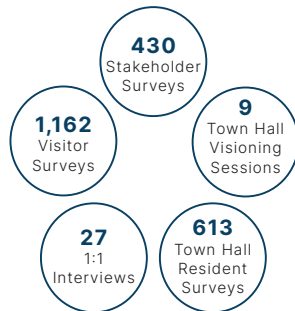 430
Stakeholder
Surveys
1,162
Visitor
Surveys
9
Town Hall
Visioning
Sessions
27
1:1
Interviews
613
Town Hall
Resident
Surveys